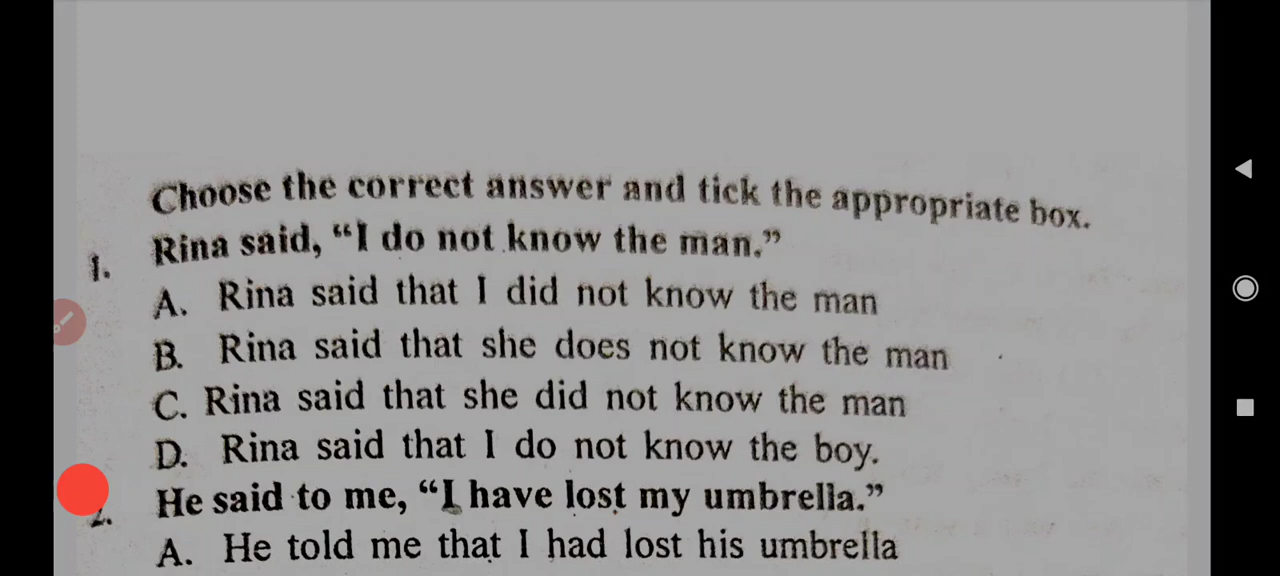 Choose the correct answer and tick the appropriate box.
1. Rina said, “I do not know the man.”
A. Rina said that I did not know the man
B. Rina said that she does not know the man
C. Rina said that she did not know the man
D. Rina said that I do not know the boy.
2. He said to me, “I have lost my umbrella.”
A. He told me that I had lost his umbrella